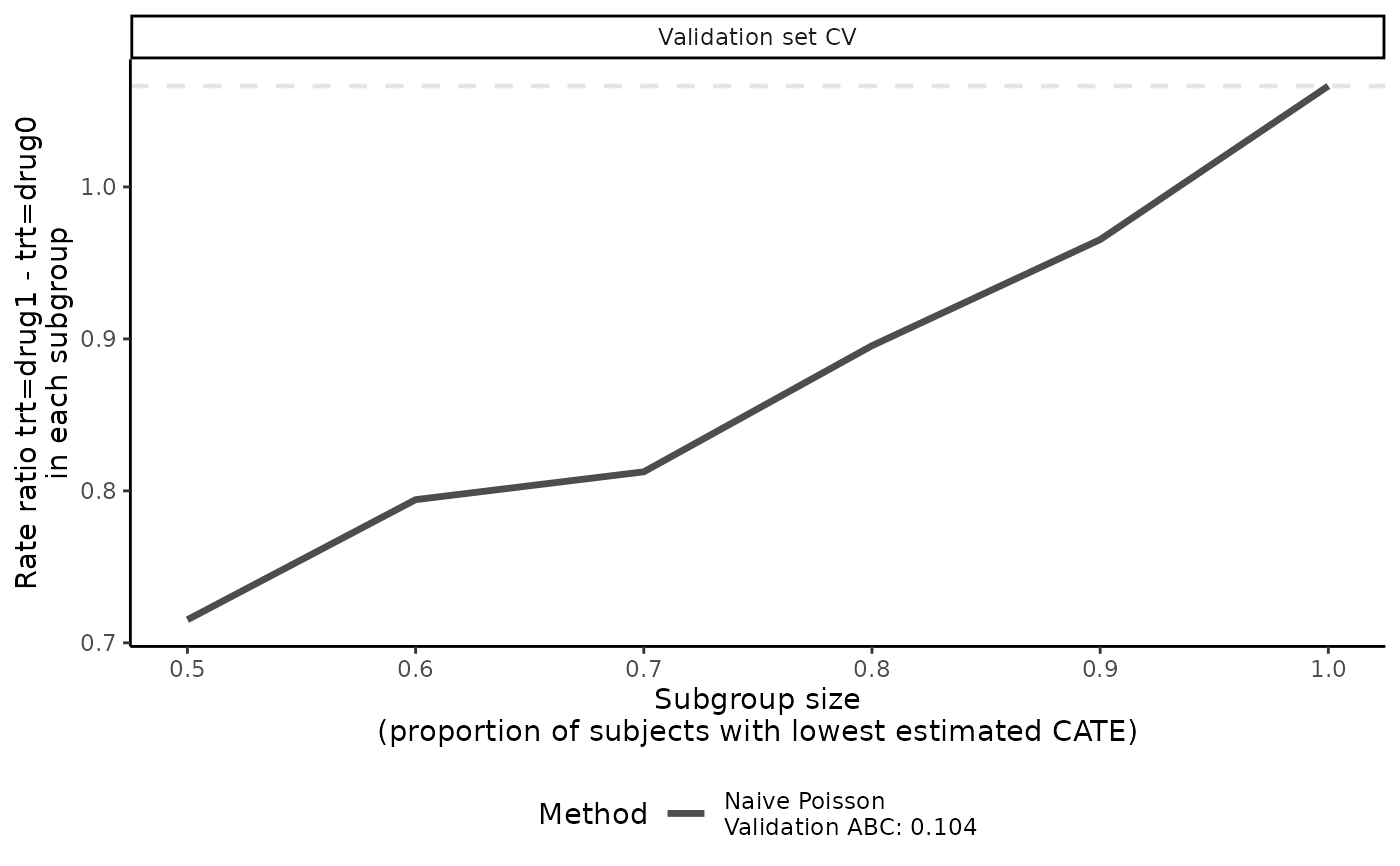 Validation set CV
Rate ratio trt=drug1 - trt=drug0
in each subgroup
1.0
0.9
0.8
0.7
0.5 0.6 0.7 0.8 0.9 1.0
Subgroup size
(proportion of subjects with lowest estimated CATE)
Method
Naive Poisson
Validation ABC: 0.104